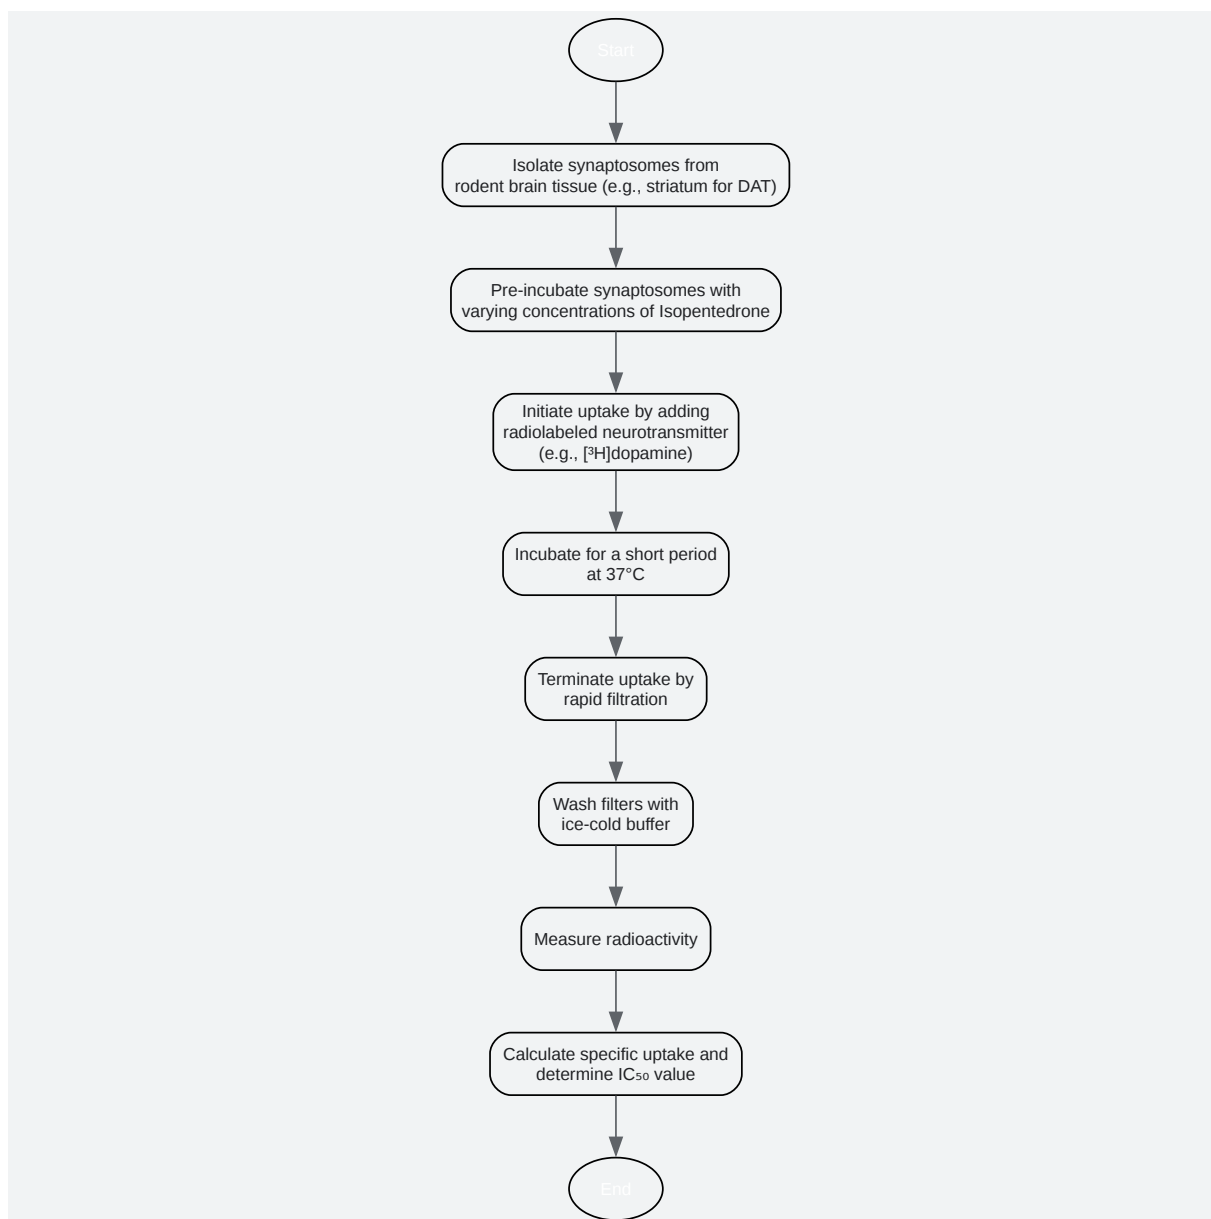 Start
Isolate synaptosomes from
rodent brain tissue (e.g., striatum for DAT)
Pre-incubate synaptosomes with
varying concentrations of Isopentedrone
Initiate uptake by adding
radiolabeled neurotransmitter
(e.g., [³H]dopamine)
Incubate for a short period
at 37°C
Terminate uptake by
rapid filtration
Wash filters with
ice-cold buffer
Measure radioactivity
Calculate specific uptake and
determine IC₅₀ value
End